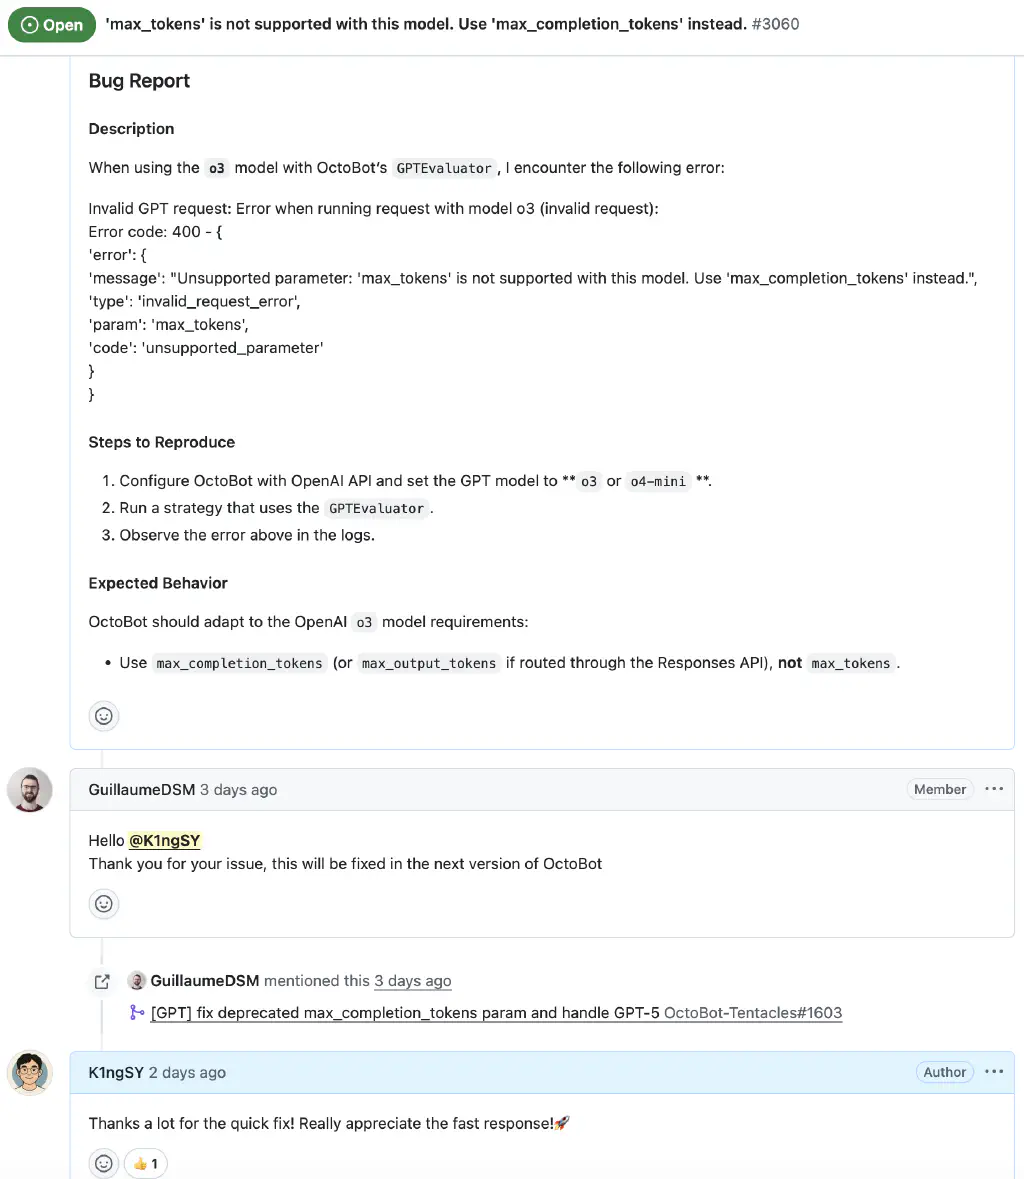 Open 'max_tokens' is not supported with this model. Use 'max_completion_tokens' instead. #3060
Bug Report
Description
When using the o3 model with OctoBot's GPTEvaluator, I encounter the following error:
Invalid GPT request: Error when running request with model o3 (invalid request):
Error code: 400 - {
'error': {
'message': "Unsupported parameter: 'max_tokens' is not supported with this model. Use 'max_completion_tokens' instead.",
'type': 'invalid_request_error',
'param': 'max_tokens',
'code': 'unsupported_parameter'
}
}
Steps to Reproduce
1. Configure OctoBot with OpenAI API and set the GPT model to ** o3 or o4-mini **.
2. Run a strategy that uses the GPTEvaluator.
3. Observe the error above in the logs.
Expected Behavior
OctoBot should adapt to the OpenAI o3 model requirements:
• Use max_completion_tokens (or max_output_tokens if routed through the Responses API), not max_tokens.
GuillaumeDSM 3 days ago Member ...
Hello @K1ngSY
Thank you for your issue, this will be fixed in the next version of OctoBot
GuillaumeDSM mentioned this 3 days ago
[GPT] fix deprecated max_completion_tokens param and handle GPT-5 OctoBot-Tentacles#1603
K1ngSY 2 days ago Author ...
Thanks a lot for the quick fix! Really appreciate the fast response!🚀
👍 1